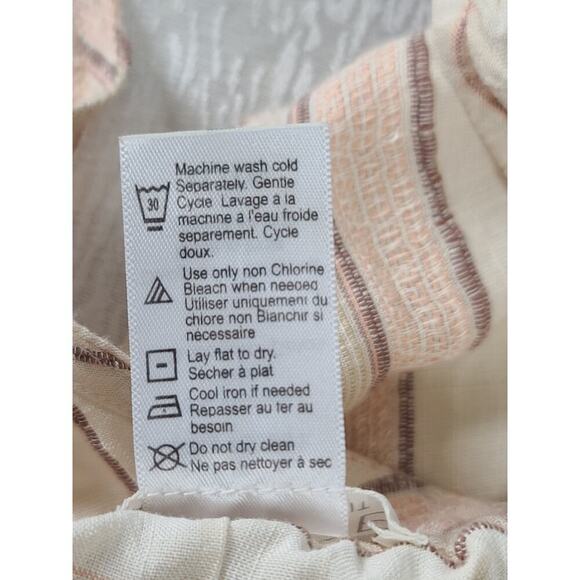 Machine wash cold
Separately. Gentle
30
Cycle. Lavage à la
machine a l'eau froide
separement. Cycle
doux.
Use only non Chlorine
Bleach when needed
Utiliser uniquement du
chlore non Blanchir si
nécessaire
Lay flat to dry.
Sécher à plat
Cool iron if needed
Repasser au fer au
besoin
Do not dry clean
Ne pas nettoyer à sec